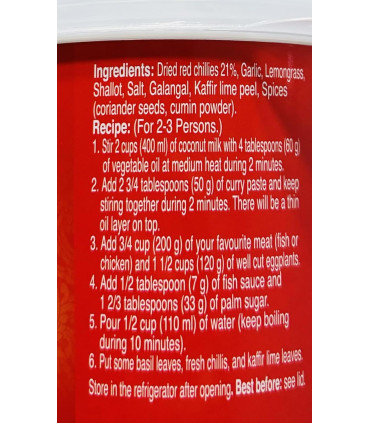 Ingredients: Dried red chillies 21%, Garlic, Lemongrass,
Shallot, Salt, Galangal, Kaffir lime peel, Spices
(coriander seeds, cumin powder).
Recipe: (For 2-3 Persons.)
1. Stir 2 cups (400 ml) of coconut milk with 4 tablespoons (60 g)
of vegetable oil at medium heat during 2 minutes.
2. Add 2 3/4 tablespoons (50 g) of curry paste and keep
stirring together during 2 minutes. There will be a thin
oil layer on top.
3. Add 3/4 cup (200 g) of your favourite meat (fish or
chicken) and 1 1/2 cups (120 g) of well cut eggplants.
4. Add 1/2 tablespoon (7 g) of fish sauce and
1 2/3 tablespoons (33 g) of palm sugar.
5. Pour 1/2 cup (110 ml) of water (keep boiling
during 10 minutes).
6. Put some basil leaves, fresh chillis, and kaffir lime leaves.
Store in the refrigerator after opening. Best before: see lid.